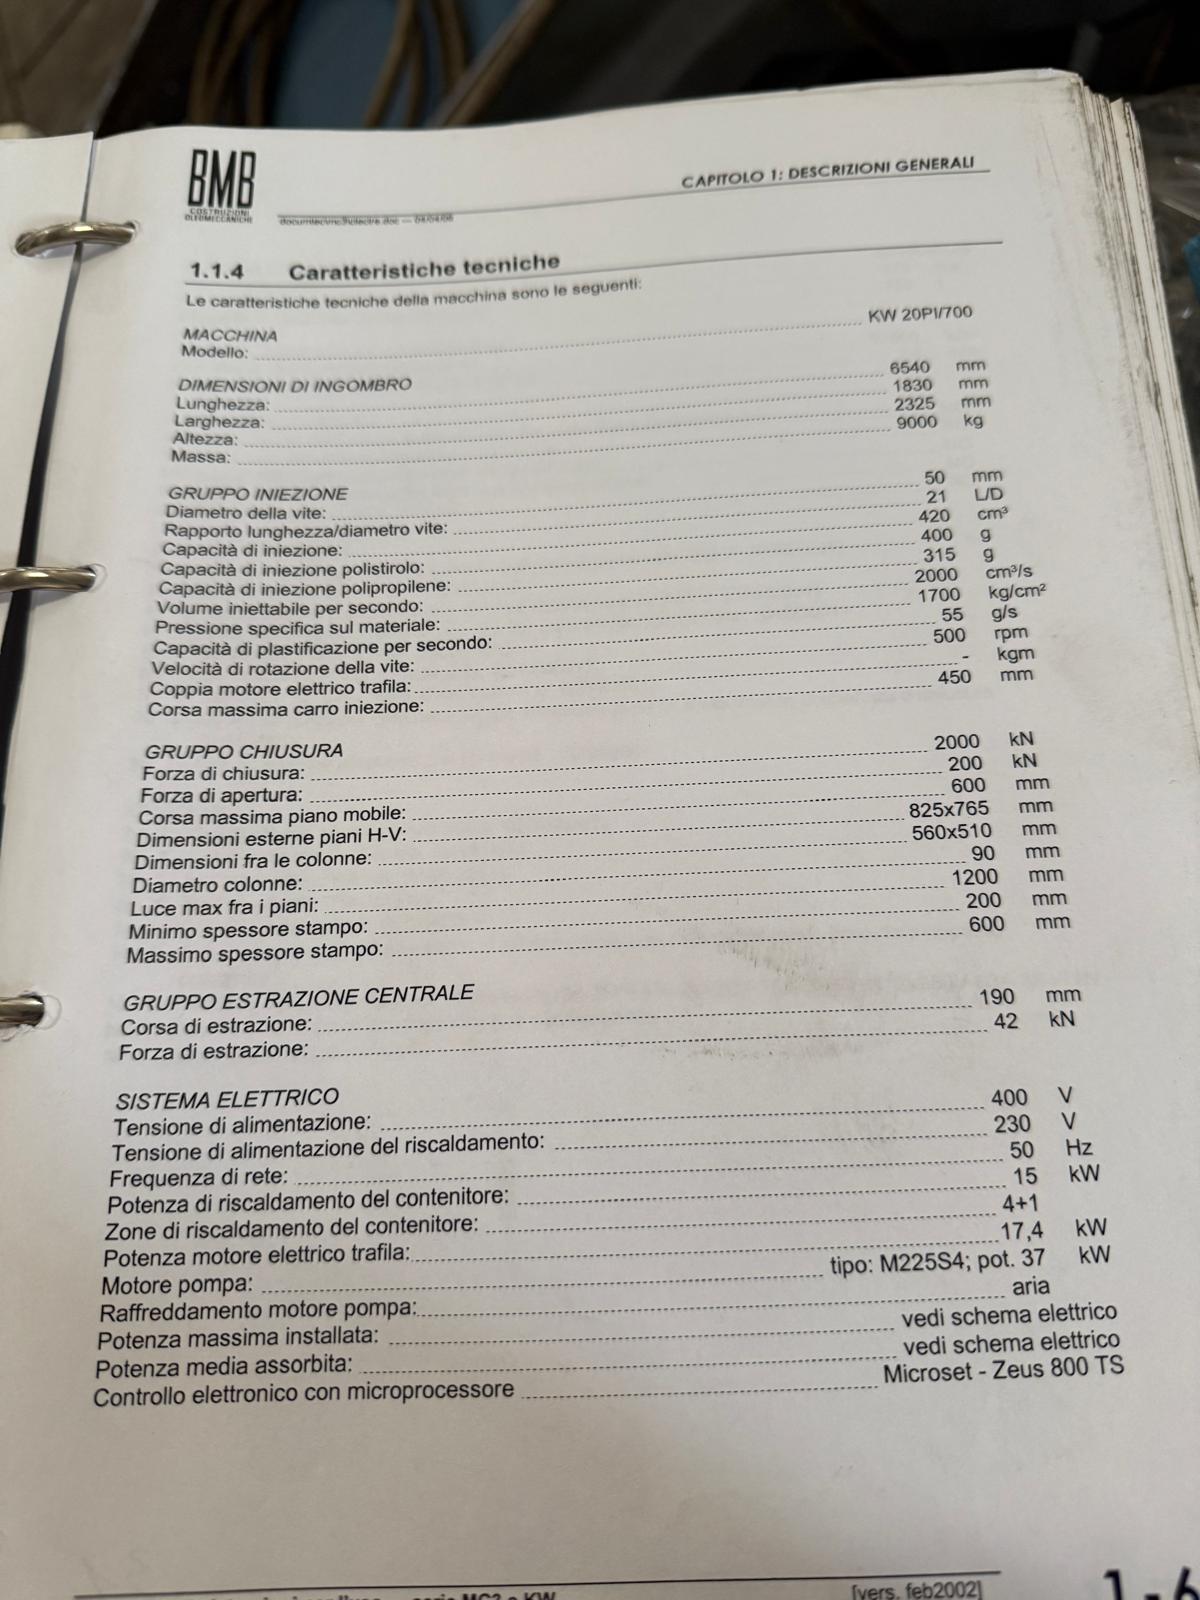 BMB
COSTRUZIONI
OLEOMECCANICHE
CAPITOLO 1: DESCRIZIONI GENERALI
1.1.4 Caratteristiche tecniche
Le caratteristiche tecniche della macchina sono le seguenti:
MACCHINA
Modello: KW 20PI/700
DIMENSIONI DI INGOMBRO
Lunghezza: 6540 mm
Larghezza: 1830 mm
Altezza: 2325 mm
Massa: 9000 kg
GRUPPO INIEZIONE
Diametro della vite: 50 mm
Rapporto lunghezza/diametro vite: 21 L/D
Capacità di iniezione: 420 cm³
Capacità di iniezione polistirolo: 400 g
Capacità di iniezione polipropilene: 315 g
Volume iniettabile per secondo: 2000 cm³/s
Pressione specifica sul materiale: 1700 kg/cm²
Capacità di plastificazione per secondo: 55 g/s
Velocità di rotazione della vite: 500 rpm
Coppia motore elettrico trafila: - kgm
Corsa massima carro iniezione: 450 mm
GRUPPO CHIUSURA
Forza di chiusura: 2000 kN
Forza di apertura: 200 kN
Corsa massima piano mobile: 600 mm
Dimensioni esterne piani H-V: 825x765 mm
Dimensioni fra le colonne: 560x510 mm
Diametro colonne: 90 mm
Luce max fra i piani: 1200 mm
Minimo spessore stampo: 200 mm
Massimo spessore stampo: 600 mm
GRUPPO ESTRAZIONE CENTRALE
Corsa di estrazione: 190 mm
Forza di estrazione: 42 kN
SISTEMA ELETTRICO
Tensione di alimentazione: 400 V
Tensione di alimentazione del riscaldamento: 230 V
Frequenza di rete: 50 Hz
Potenza di riscaldamento del contenitore: 15 kW
Zone di riscaldamento del contenitore: 4+1
Potenza motore elettrico trafila: 17,4 kW
Motore pompa: tipo: M225S4; pot. 37 kW
Raffreddamento motore pompa: aria
Potenza massima installata: vedi schema elettrico
Potenza media assorbita: vedi schema elettrico
Controllo elettronico con microprocessore Microset - Zeus 800 TS
[vers. feb2002]
1-6